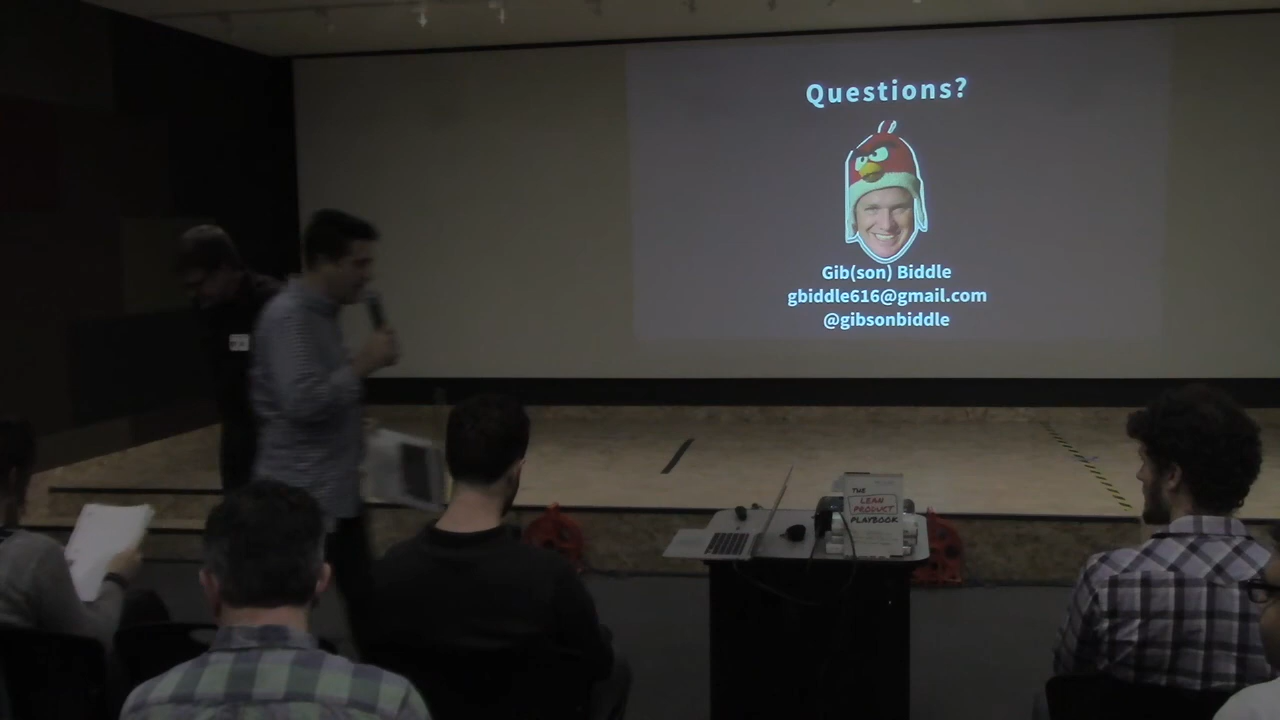 Questions?
Gib(son) Biddle
gbiddle616@gmail.com
@gibsonbiddle
THE
LEAN
PRODUCT
PLAYBOOK